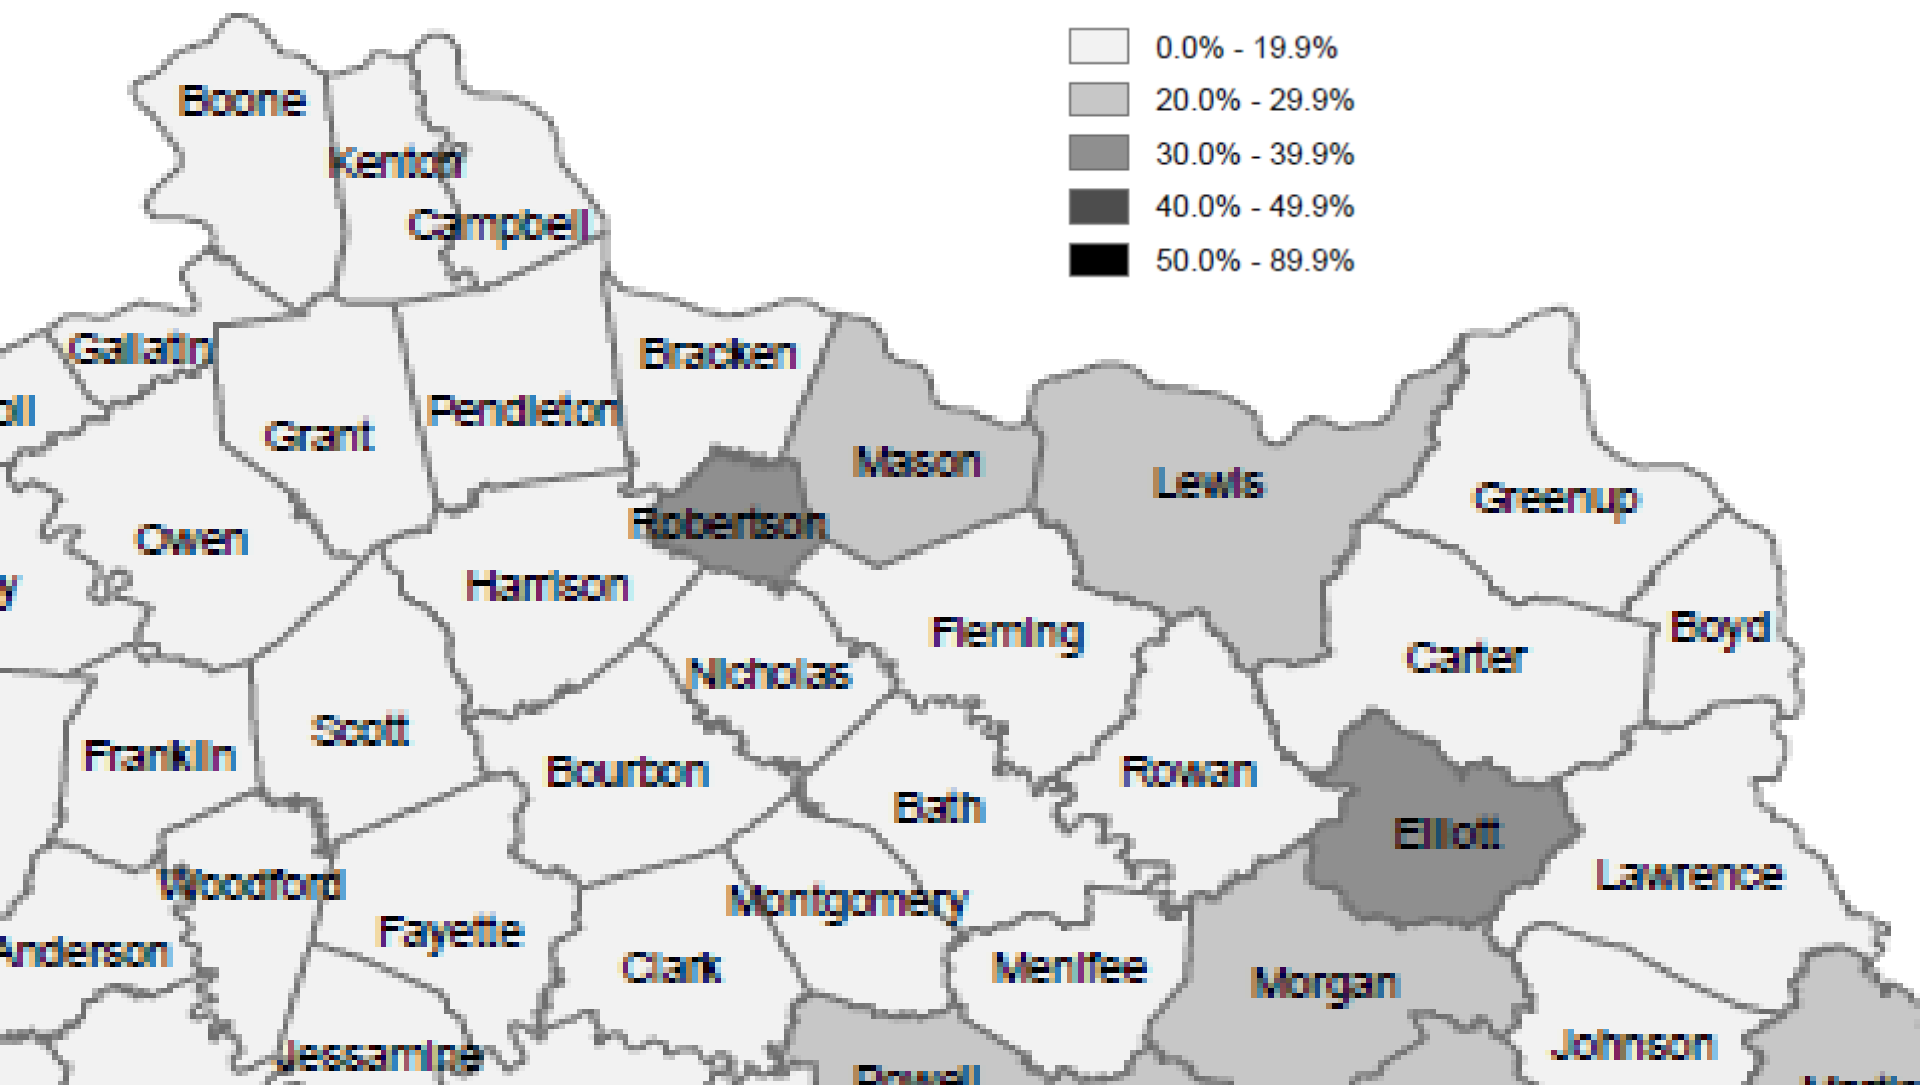 0.0% - 19.9%
20.0% - 29.9%
30.0% - 39.9%
40.0% - 49.9%
50.0% - 89.9%
Boone
Kenton
Campbell
Gallatin
Bracken
oll
Grant
Pendleton
Mason
Lewis
Greenup
Owen
Robertson
y
Harrison
Fleming
Boyd
Nicholas
Carter
Franklin
Scott
Bourbon
Rowan
Bath
Elliott
Woodford
Lawrence
Montgomery
Anderson
Fayette
Clark
Menifee
Morgan
Jessamine
Johnson
Powell